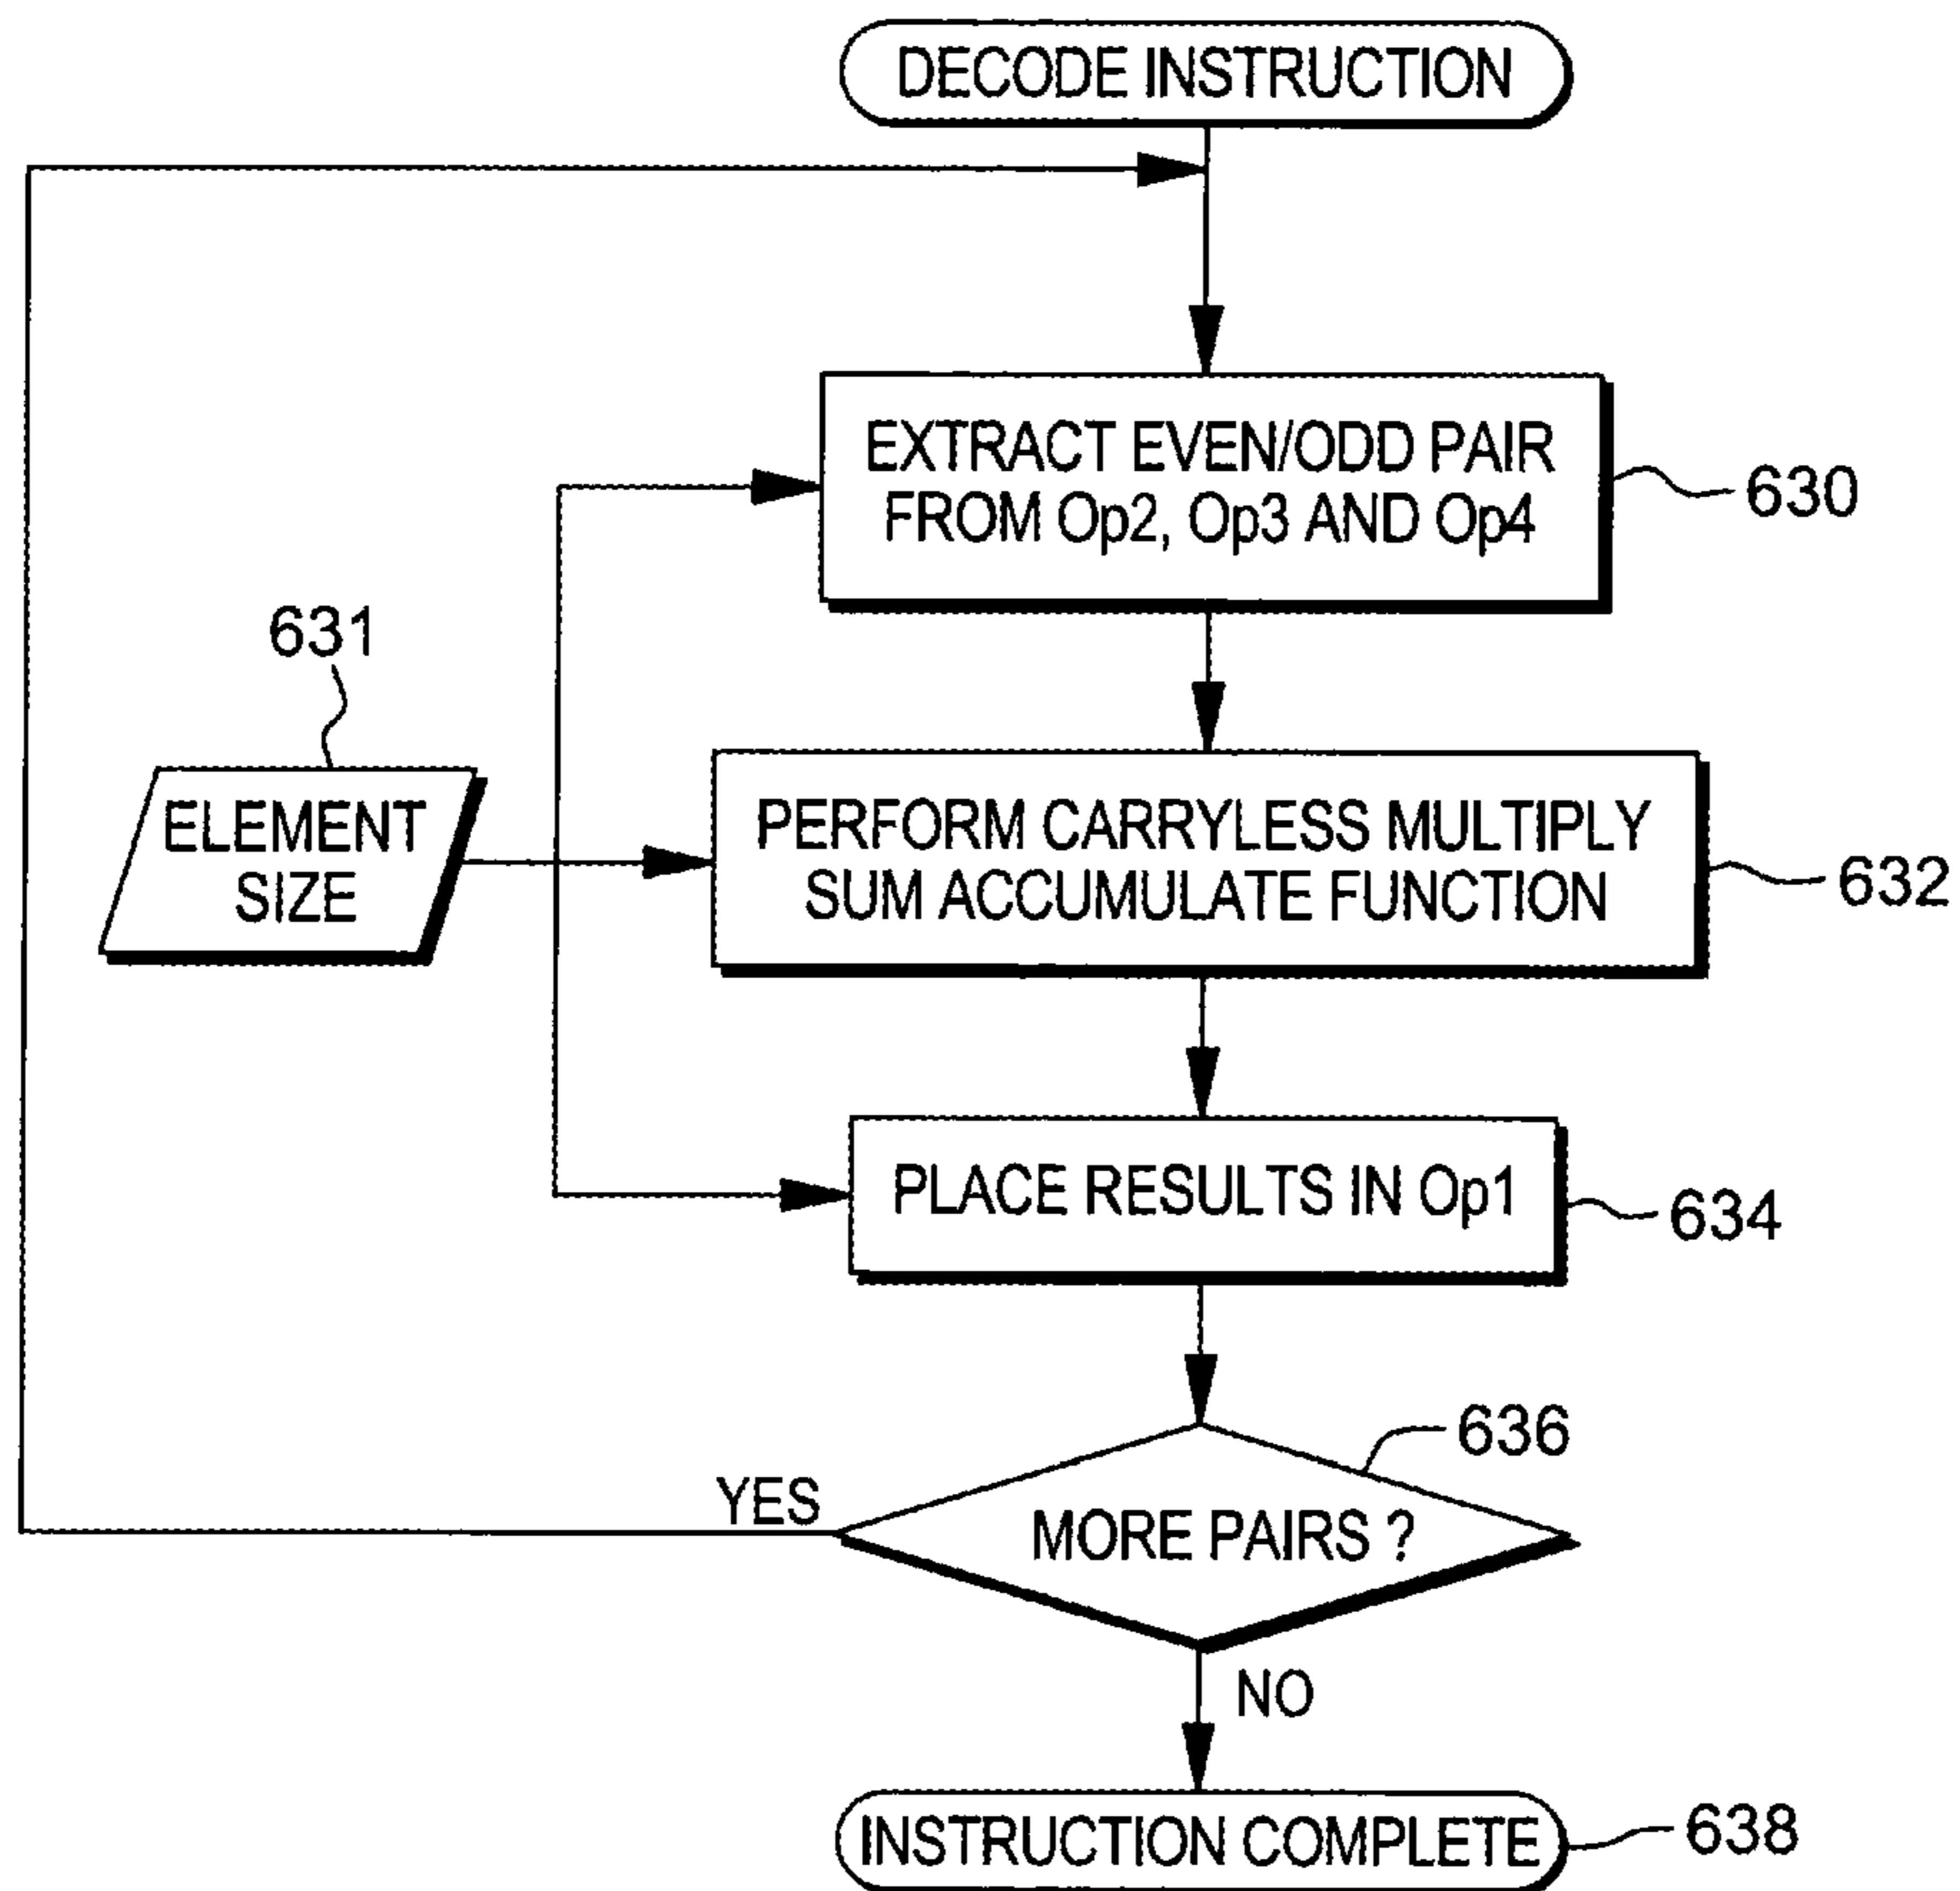 DECODE INSTRUCTION
EXTRACT EVEN/ODD PAIR
FROM Op2, Op3 AND Op4
630
631
ELEMENT
SIZE
PERFORM CARRYLESS MULTIPLY
SUM ACCUMULATE FUNCTION
632
PLACE RESULTS IN Op1
634
636
YES
MORE PAIRS ?
NO
INSTRUCTION COMPLETE
638